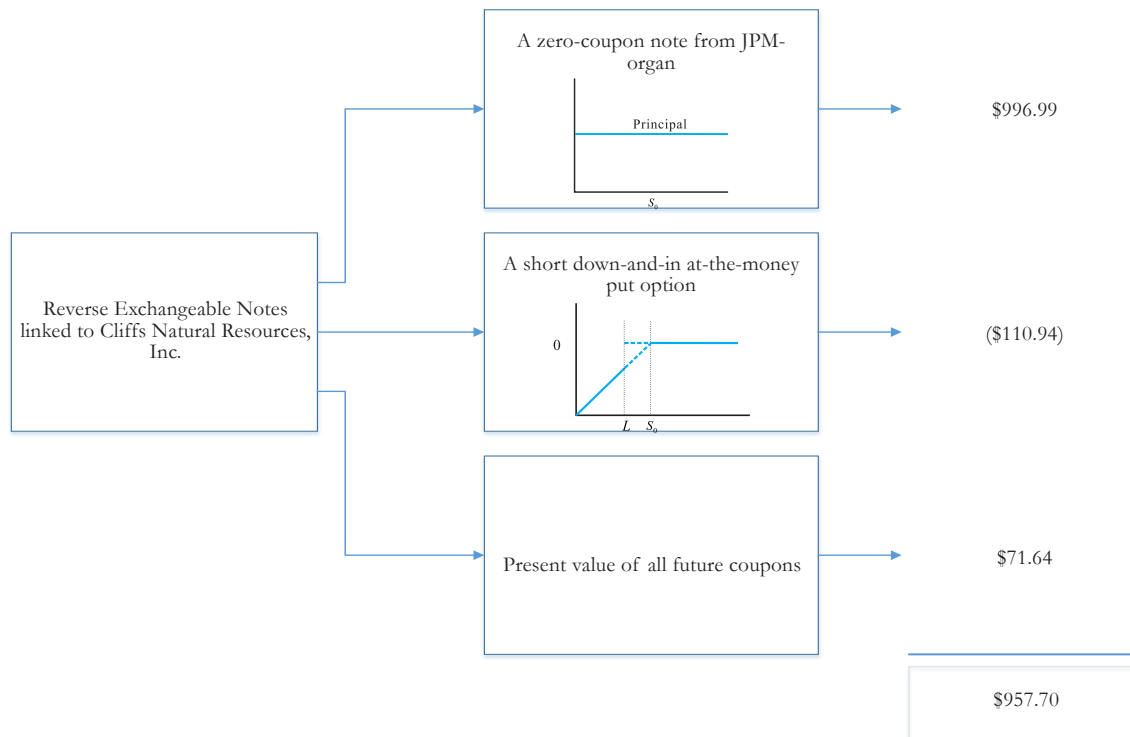 A zero-coupon note from JPM-
organ
Principal
S₀
$996.99
Reverse Exchangeable Notes
linked to Cliffs Natural Resources,
Inc.
A short down-and-in at-the-money
put option
0
L S₀
($110.94)
Present value of all future coupons
$71.64
$957.70